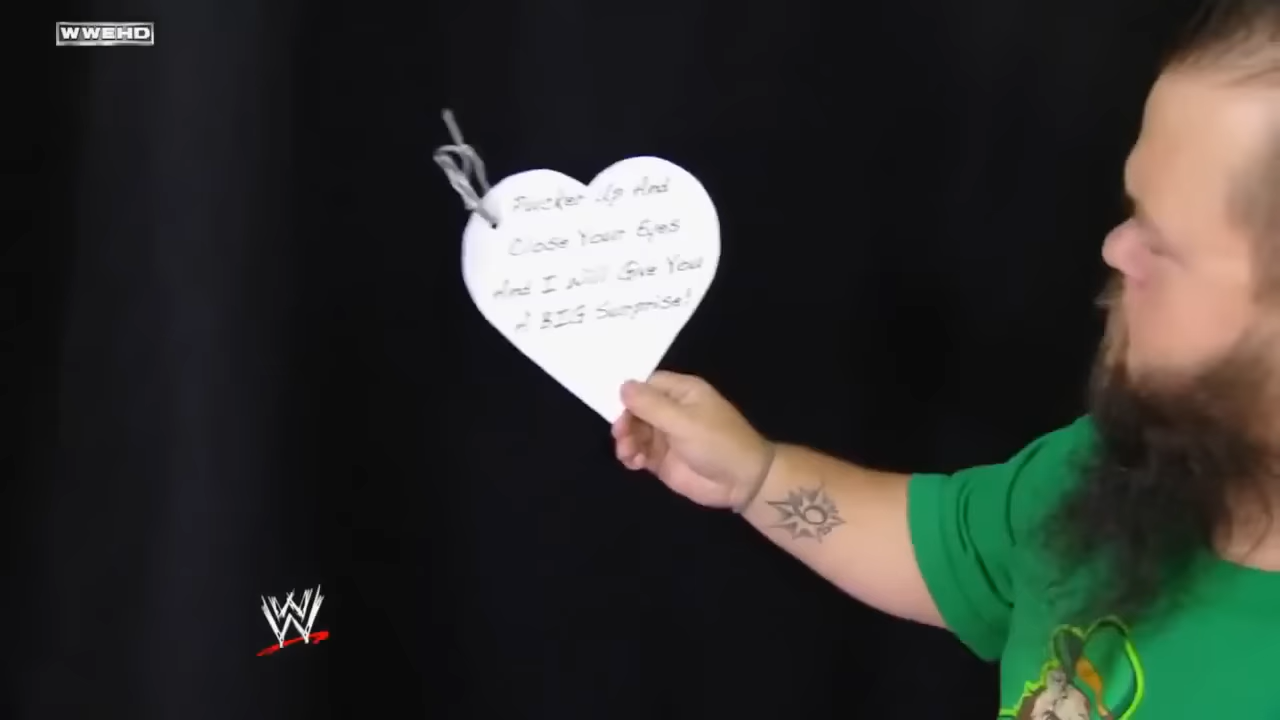 WWEHD
Pucker Up And
Close Your Eyes
And I will Give You
A BIG Surprise!
W